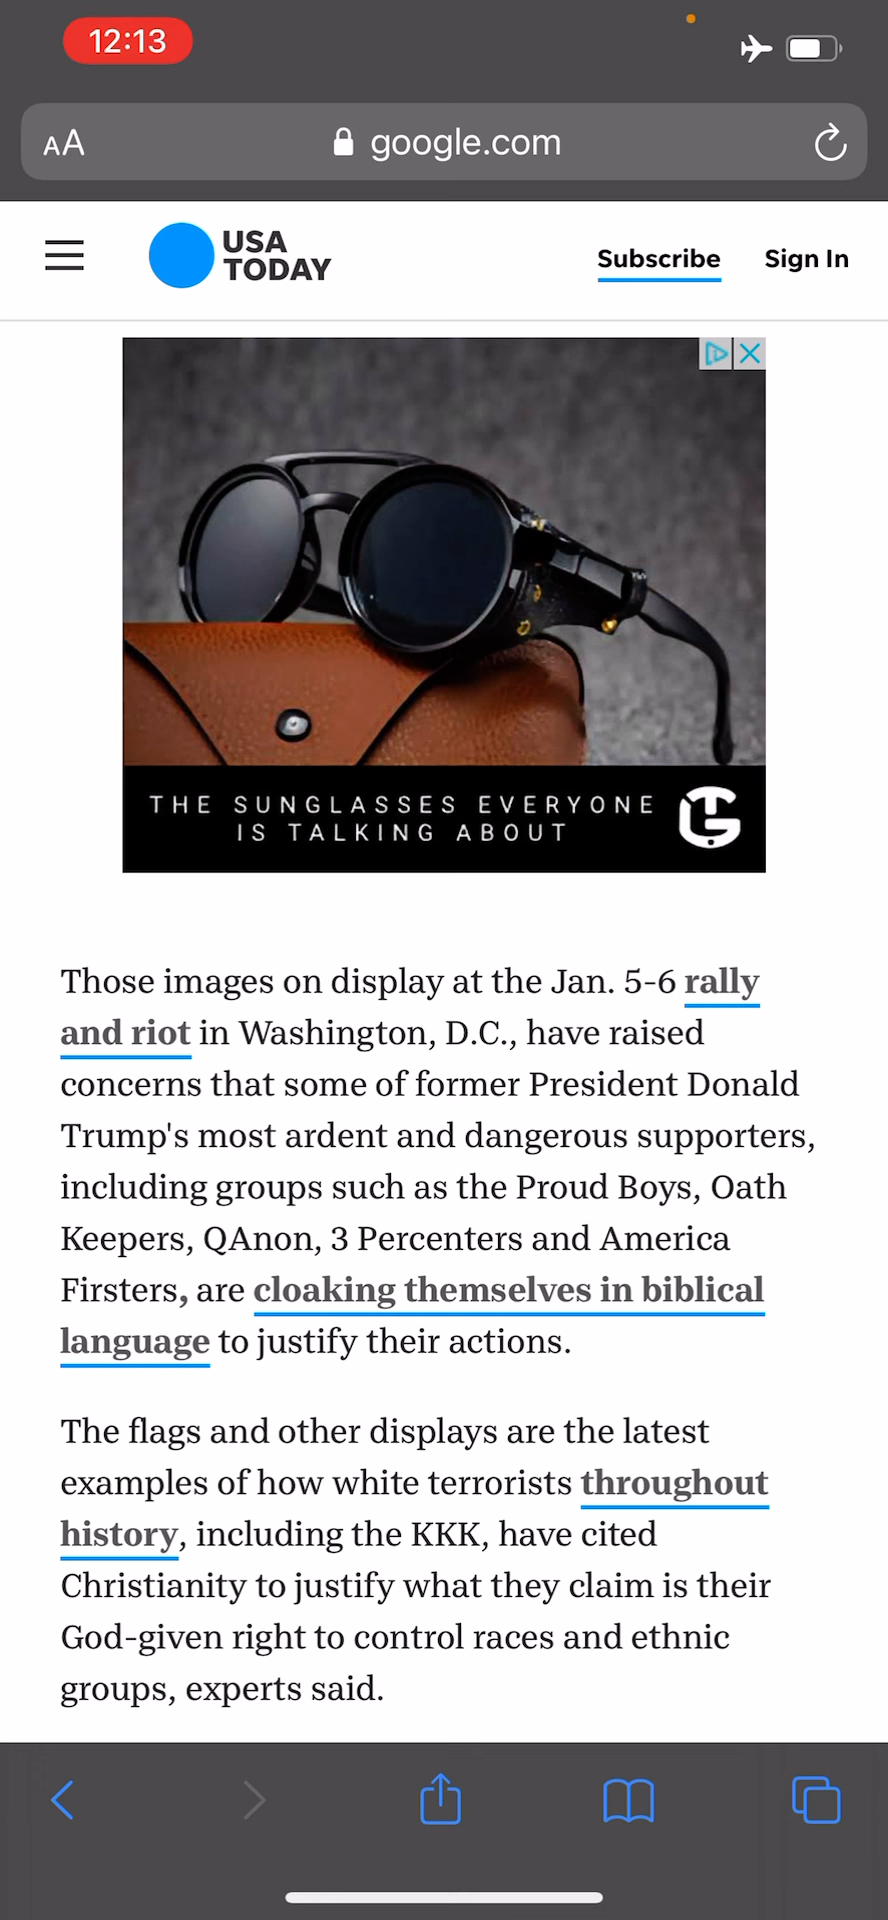 12:13
AA google.com
USA
TODAY
Subscribe Sign In
THE SUNGLASSES EVERYONE
IS TALKING ABOUT
Those images on display at the Jan. 5-6 rally
and riot in Washington, D.C., have raised
concerns that some of former President Donald
Trump's most ardent and dangerous supporters,
including groups such as the Proud Boys, Oath
Keepers, QAnon, 3 Percenters and America
Firsters, are cloaking themselves in biblical
language to justify their actions.
The flags and other displays are the latest
examples of how white terrorists throughout
history, including the KKK, have cited
Christianity to justify what they claim is their
God-given right to control races and ethnic
groups, experts said.